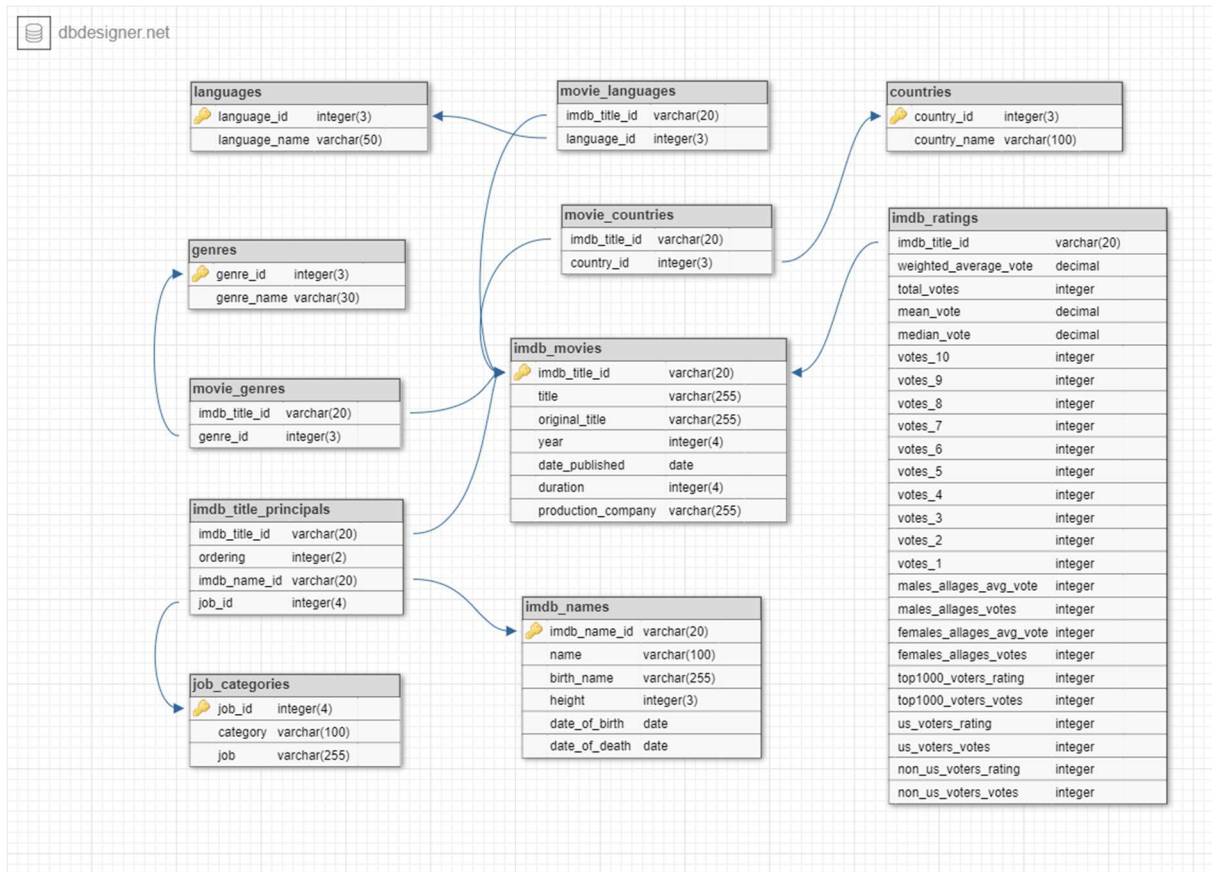 dbdesigner.net
languages
language_id integer(3)
language_name varchar(50)
movie_languages
imdb_title_id varchar(20)
language_id integer(3)
countries
country_id integer(3)
country_name varchar(100)
movie_countries
imdb_title_id varchar(20)
country_id integer(3)
imdb_ratings
imdb_title_id varchar(20)
weighted_average_vote decimal
total_votes integer
mean_vote decimal
median_vote decimal
votes_10 integer
votes_9 integer
votes_8 integer
votes_7 integer
votes_6 integer
votes_5 integer
votes_4 integer
votes_3 integer
votes_2 integer
votes_1 integer
males_allages_avg_vote integer
males_allages_votes integer
females_allages_avg_vote integer
females_allages_votes integer
top1000_voters_rating integer
top1000_voters_votes integer
us_voters_rating integer
us_voters_votes integer
non_us_voters_rating integer
non_us_voters_votes integer
genres
genre_id integer(3)
genre_name varchar(30)
imdb_movies
imdb_title_id varchar(20)
title varchar(255)
original_title varchar(255)
year integer(4)
date_published date
duration integer(4)
production_company varchar(255)
movie_genres
imdb_title_id varchar(20)
genre_id integer(3)
imdb_title_principals
imdb_title_id varchar(20)
ordering integer(2)
imdb_name_id varchar(20)
job_id integer(4)
imdb_names
imdb_name_id varchar(20)
name varchar(100)
birth_name varchar(255)
height integer(3)
date_of_birth date
date_of_death date
job_categories
job_id integer(4)
category varchar(100)
job varchar(255)